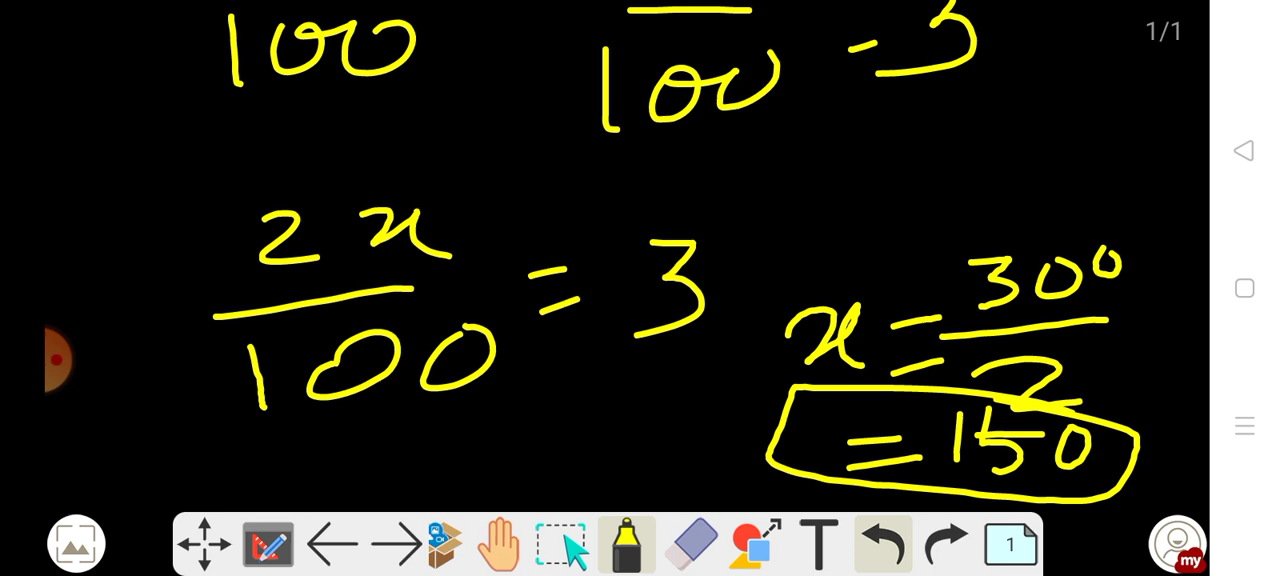 1/1
100
100 = 3
2x
100
= 3
x = 300
2
= 150
T
1
my